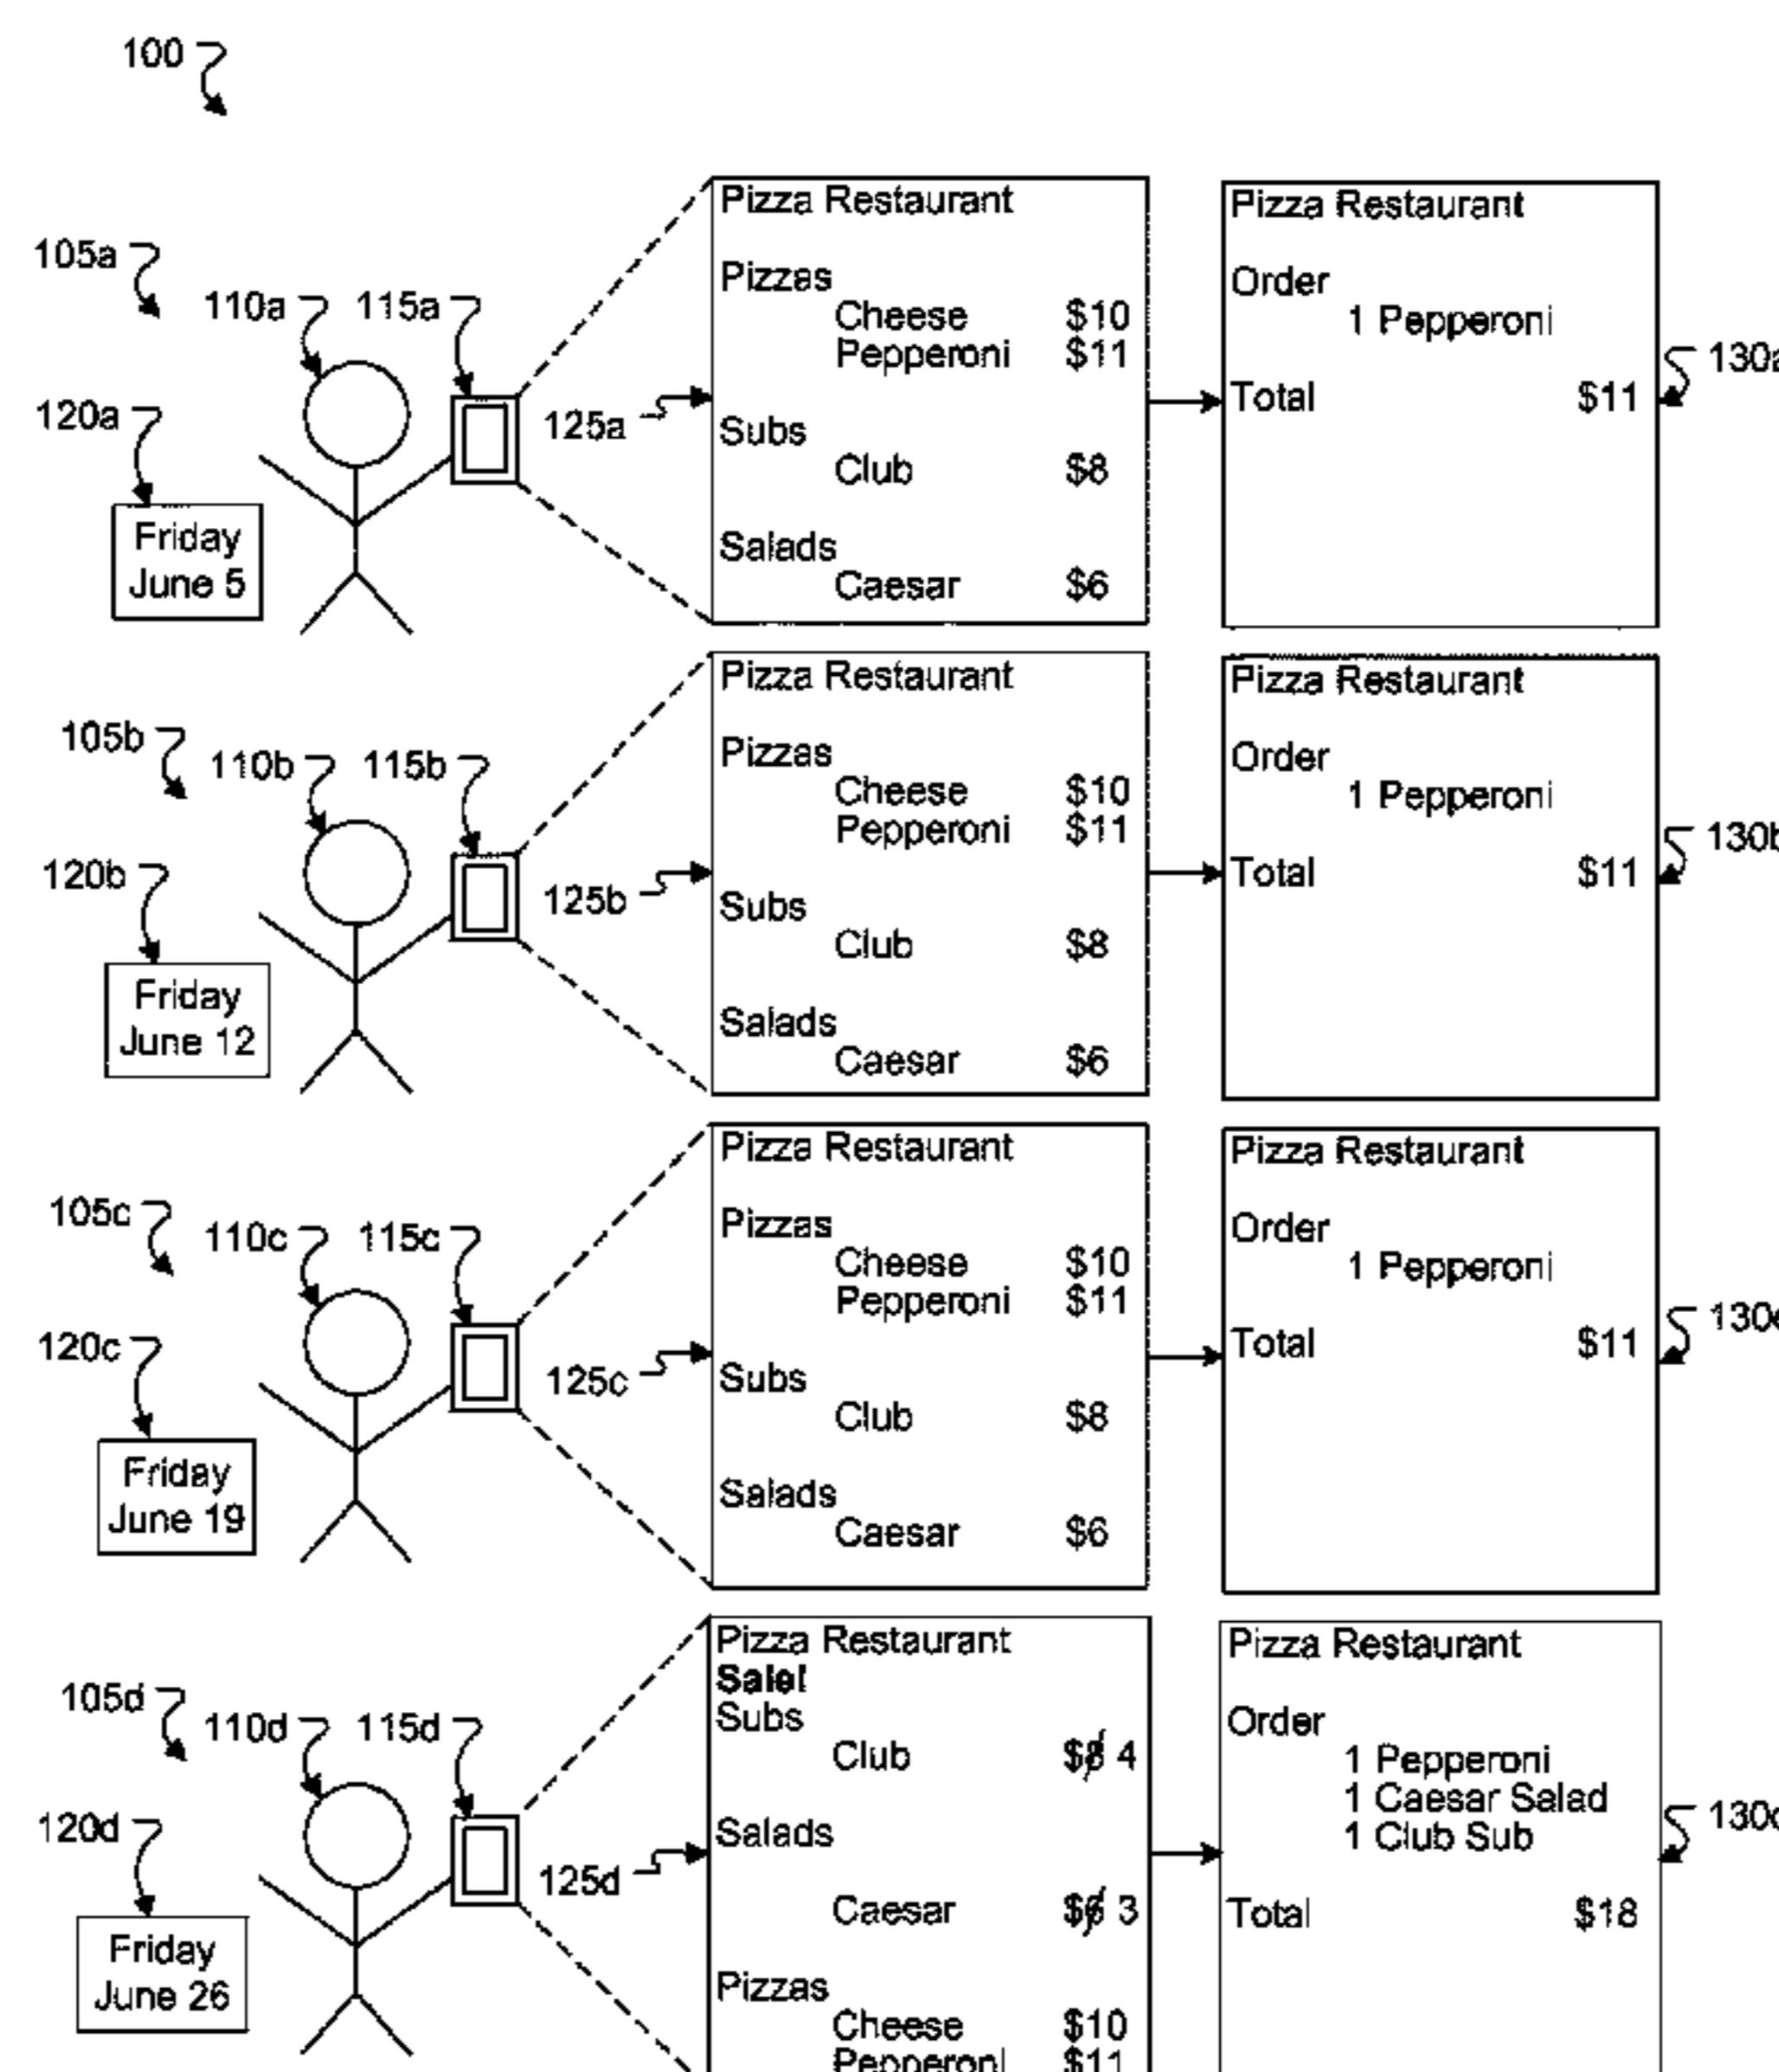 100
105a
110a 115a
120a
Friday
June 5
125a
Pizza Restaurant
Pizzas
Cheese $10
Pepperoni $11
Subs
Club $8
Salads
Caesar $6
Pizza Restaurant
Order
1 Pepperoni
Total $11
130a
105b
110b 115b
120b
Friday
June 12
125b
Pizza Restaurant
Pizzas
Cheese $10
Pepperoni $11
Subs
Club $8
Salads
Caesar $6
Pizza Restaurant
Order
1 Pepperoni
Total $11
130b
105c
110c 115c
120c
Friday
June 19
125c
Pizza Restaurant
Pizzas
Cheese $10
Pepperoni $11
Subs
Club $8
Salads
Caesar $6
Pizza Restaurant
Order
1 Pepperoni
Total $11
130c
105d
110d 115d
120d
Friday
June 26
125d
Pizza Restaurant
Sale!
Subs
Club $8 4
Salads
Caesar $6 3
Pizzas
Cheese $10
Pepperoni $11
Pizza Restaurant
Order
1 Pepperoni
1 Caesar Salad
1 Club Sub
Total $18
130d